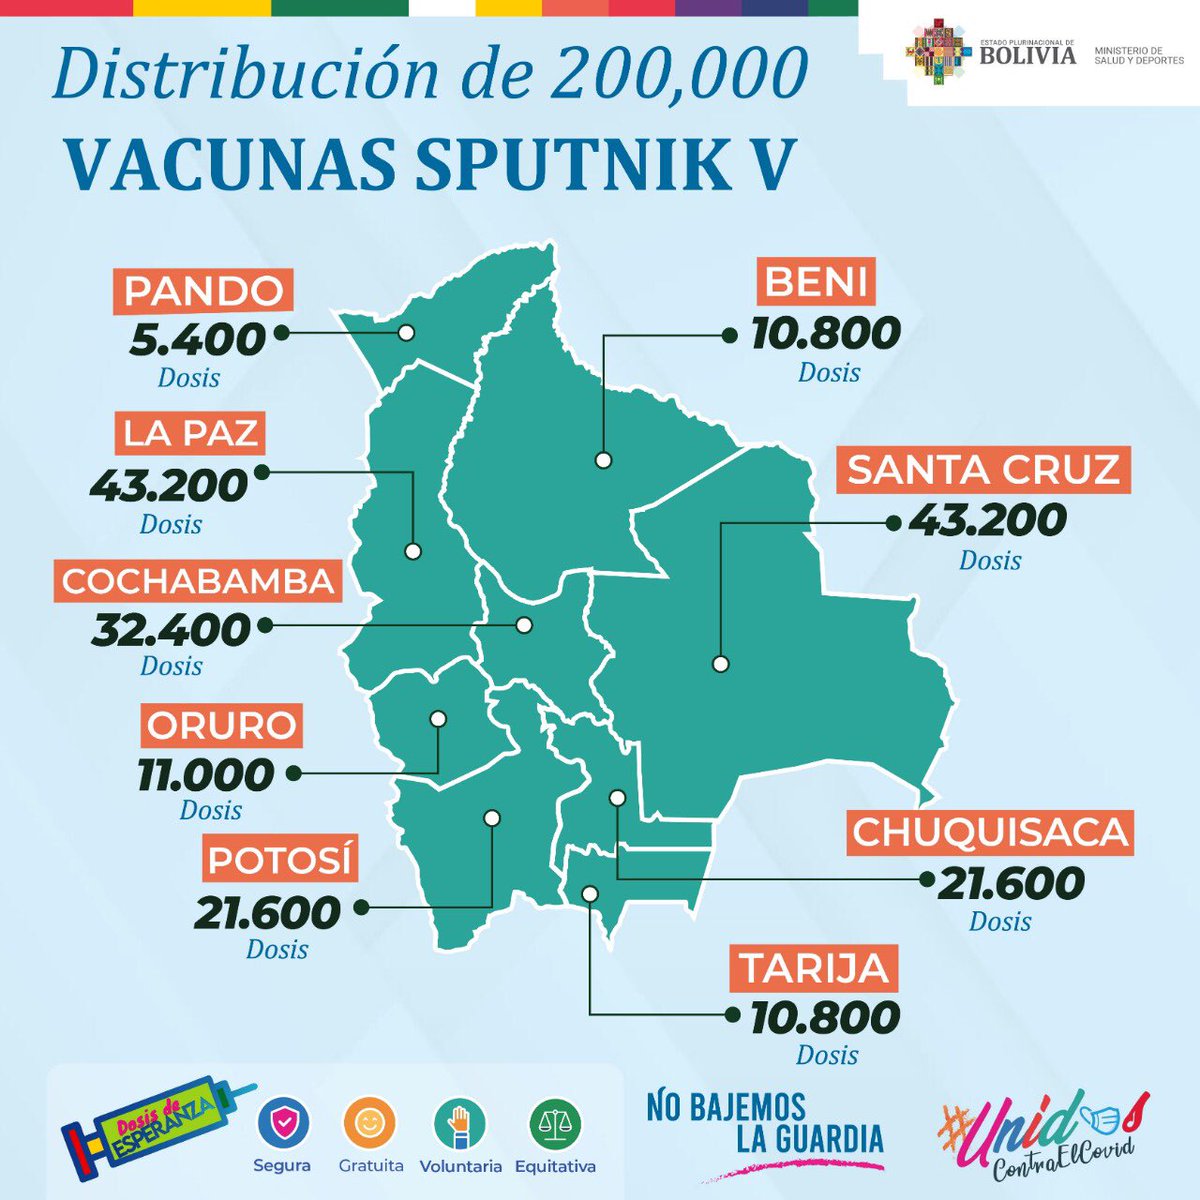 Distribución de 200,000
VACUNAS SPUTNIK V
ESTADO PLURINACIONAL DE
BOLIVIA
MINISTERIO DE
SALUD Y DEPORTES
PANDO
5.400
Dosis
BENI
10.800
Dosis
LA PAZ
43.200
Dosis
SANTA CRUZ
43.200
Dosis
COCHABAMBA
32.400
Dosis
ORURO
11.000
Dosis
POTOSÍ
21.600
Dosis
CHUQUISACA
21.600
Dosis
TARIJA
10.800
Dosis
Dosis de
ESPERANZA
Segura
Gratuita
Voluntaria
Equitativa
NO BAJEMOS
LA GUARDIA
#Unidos
ContraElCovid